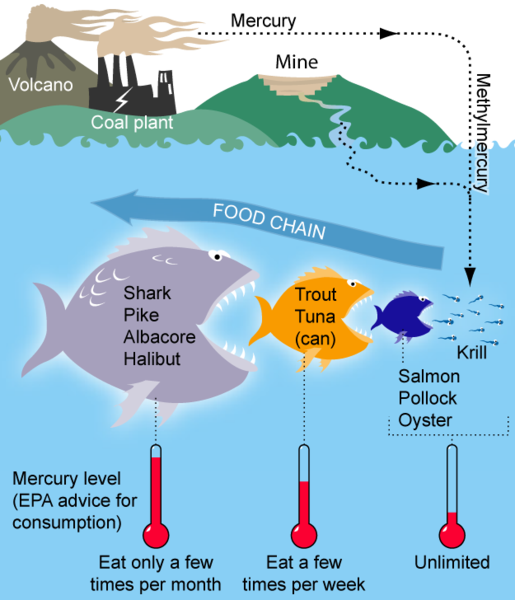 Mercury
Mine
Volcano
Coal plant
Methylmercury
FOOD CHAIN
Shark
Pike
Albacore
Halibut
Trout
Tuna
(can)
Krill
Salmon
Pollock
Oyster
Mercury level
(EPA advice for
consumption)
Eat only a few
times per month
Eat a few
times per week
Unlimited